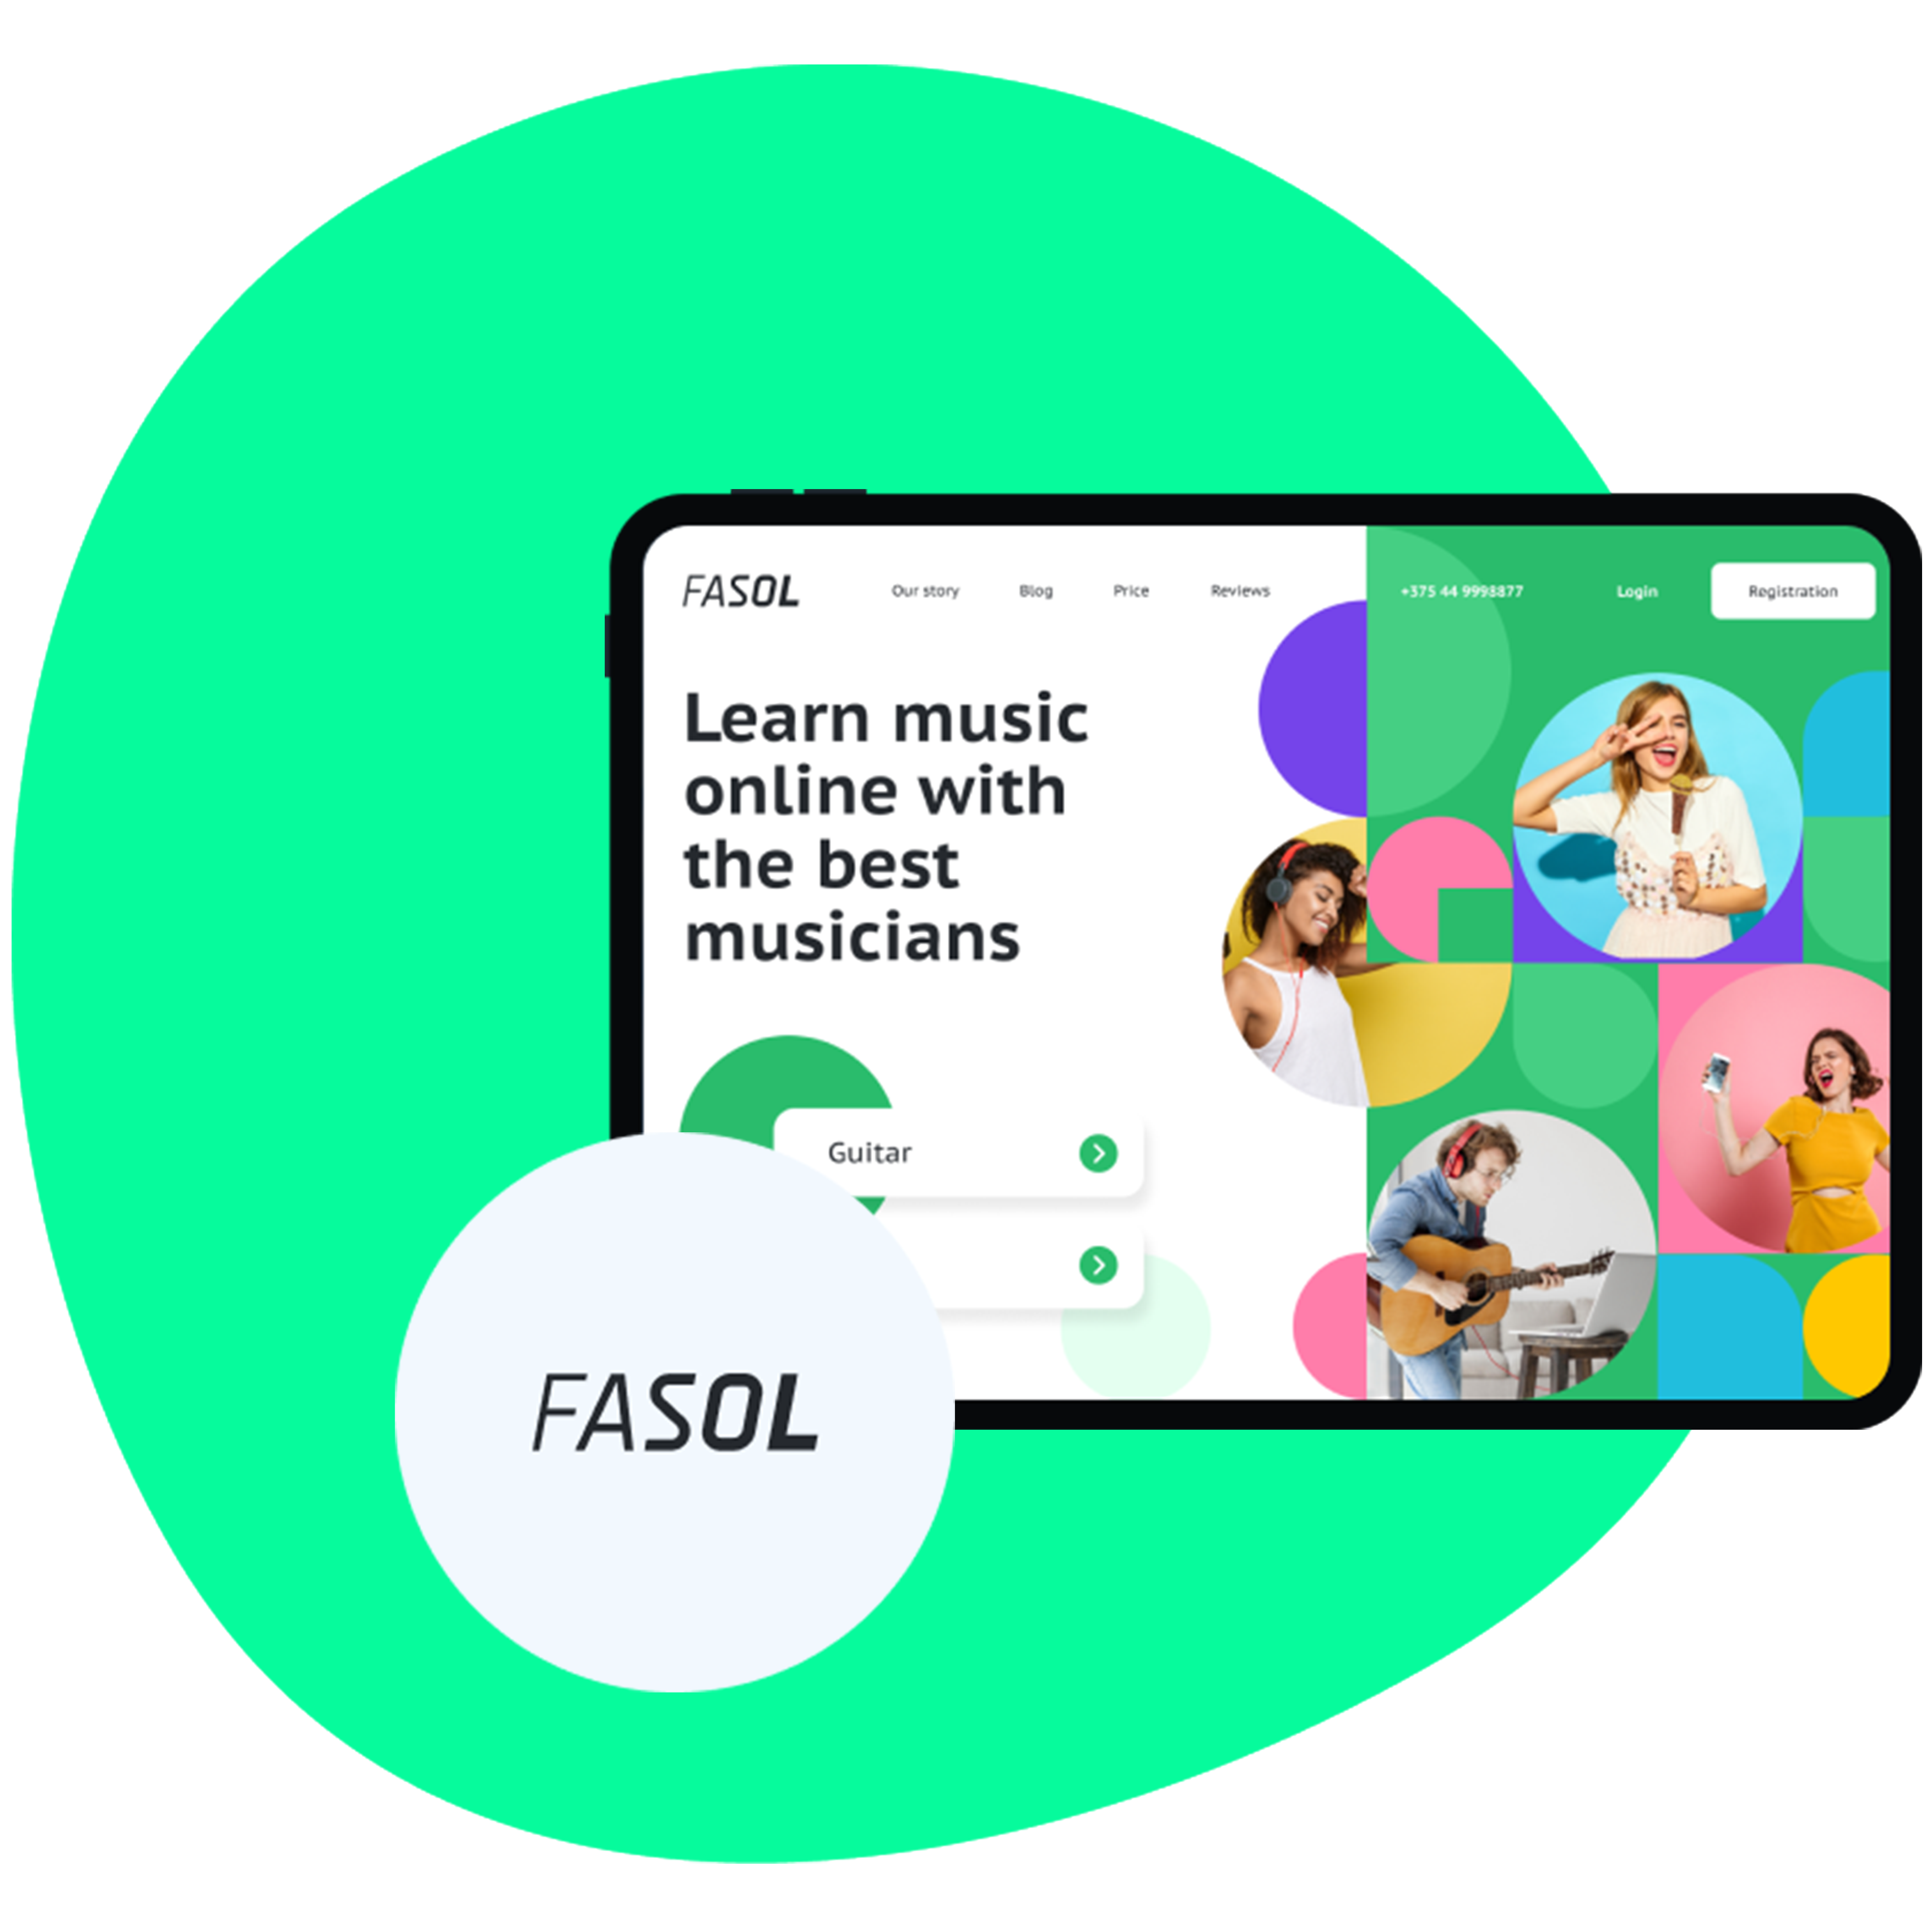 FASOL
Our story
Blog
Price
Reviews
+375 44 9998877
Login
Registration
Learn music
online with
the best
musicians
Guitar
FASOL